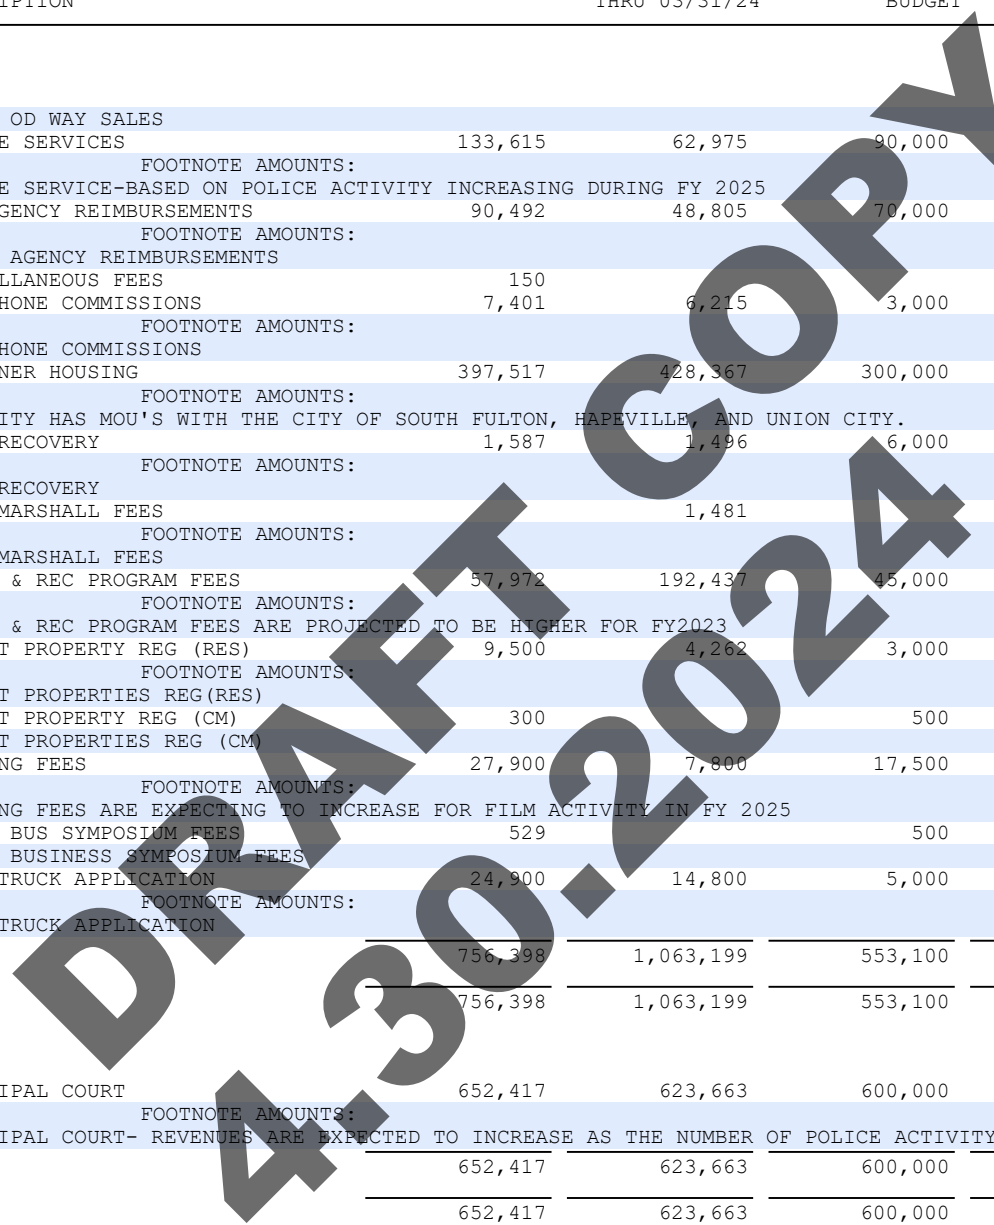 IPTION THRU 03/31/24 BUDGET
OD WAY SALES
E SERVICES 133,615 62,975 90,000
FOOTNOTE AMOUNTS:
E SERVICE-BASED ON POLICE ACTIVITY INCREASING DURING FY 2025
GENCY REIMBURSEMENTS 90,492 48,805 70,000
FOOTNOTE AMOUNTS:
AGENCY REIMBURSEMENTS
LLANEOUS FEES 150
HONE COMMISSIONS 7,401 6,215 3,000
FOOTNOTE AMOUNTS:
HONE COMMISSIONS
NER HOUSING 397,517 428,367 300,000
FOOTNOTE AMOUNTS:
ITY HAS MOU'S WITH THE CITY OF SOUTH FULTON, HAPEVILLE, AND UNION CITY.
RECOVERY 1,587 1,496 6,000
FOOTNOTE AMOUNTS:
RECOVERY
MARSHALL FEES 1,481
FOOTNOTE AMOUNTS:
MARSHALL FEES
& REC PROGRAM FEES 57,972 192,437 45,000
FOOTNOTE AMOUNTS:
& REC PROGRAM FEES ARE PROJECTED TO BE HIGHER FOR FY2023
T PROPERTY REG (RES) 9,500 4,262 3,000
FOOTNOTE AMOUNTS:
T PROPERTIES REG(RES)
T PROPERTY REG (CM) 300 500
T PROPERTIES REG (CM)
NG FEES 27,900 7,800 17,500
FOOTNOTE AMOUNTS:
NG FEES ARE EXPECTING TO INCREASE FOR FILM ACTIVITY IN FY 2025
BUS SYMPOSIUM FEES 529 500
BUSINESS SYMPOSIUM FEES
TRUCK APPLICATION 24,900 14,800 5,000
FOOTNOTE AMOUNTS:
TRUCK APPLICATION
756,398 1,063,199 553,100
756,398 1,063,199 553,100
IPAL COURT 652,417 623,663 600,000
FOOTNOTE AMOUNTS:
IPAL COURT- REVENUES ARE EXPECTED TO INCREASE AS THE NUMBER OF POLICE ACTIVITY
652,417 623,663 600,000
652,417 623,663 600,000
DRAFT COPY
4.30.2024